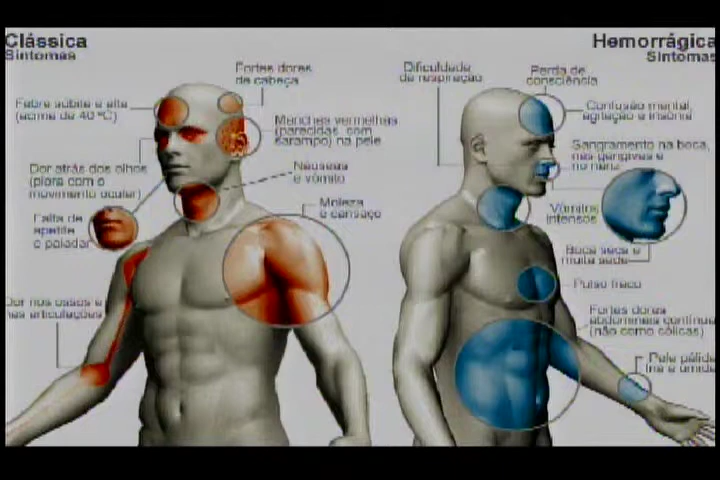 Clássica
Sintomas
Fortes dores
de cabeça
Febre súbita e alta
(acima de 40 ºC)
Manchas vermelhas
(parecidas com
sarampo) na pele
Dor atrás dos olhos
(piora com o
movimento ocular)
Náuseas
e vômito
Moleza
e cansaço
Falta de
apetite
e paladar
Dor nos ossos e
nas articulações
Hemorrágica
Sintomas
Dificuldade
de respiração
Perda de
consciência
Confusão mental,
agitação e insônia
Sangramento na boca,
nas gengivas e
no nariz
Vômitos
intensos
Boca seca e
muita sede
Pulso fraco
Fortes dores
abdominais contínua
(não como cólicas)
Pele pálida
fria e úmida